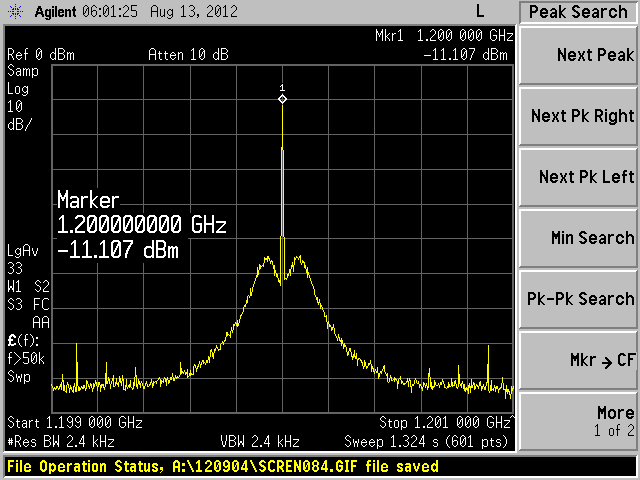 Agilent 06:01:25 Aug 13, 2012 L Peak Search
Mkr1 1.200 000 GHz
Ref 0 dBm Atten 10 dB -11.107 dBm
Samp
Log
10
dB/
1
Marker
1.200000000 GHz
-11.107 dBm
LgAv
33
W1 S2
S3 FC
AA
£(f):
f>50k
Swp
Start 1.199 000 GHz Stop 1.201 000 GHz^
#Res BW 2.4 kHz VBW 2.4 kHz Sweep 1.324 s (601 pts)
Next Peak
Next Pk Right
Next Pk Left
Min Search
Pk-Pk Search
Mkr → CF
More
1 of 2
File Operation Status, A:\120904\SCREN084.GIF file saved